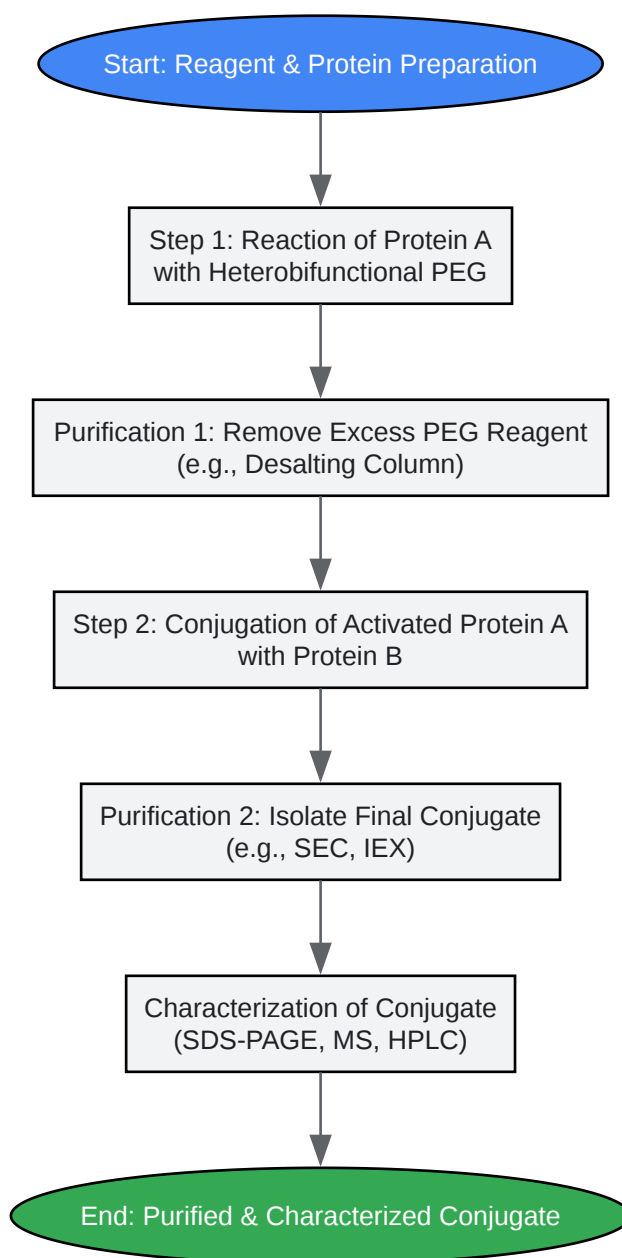 Start: Reagent & Protein Preparation
Step 1: Reaction of Protein A
with Heterobifunctional PEG
Purification 1: Remove Excess PEG Reagent
(e.g., Desalting Column)
Step 2: Conjugation of Activated Protein A
with Protein B
Purification 2: Isolate Final Conjugate
(e.g., SEC, IEX)
Characterization of Conjugate
(SDS-PAGE, MS, HPLC)
End: Purified & Characterized Conjugate